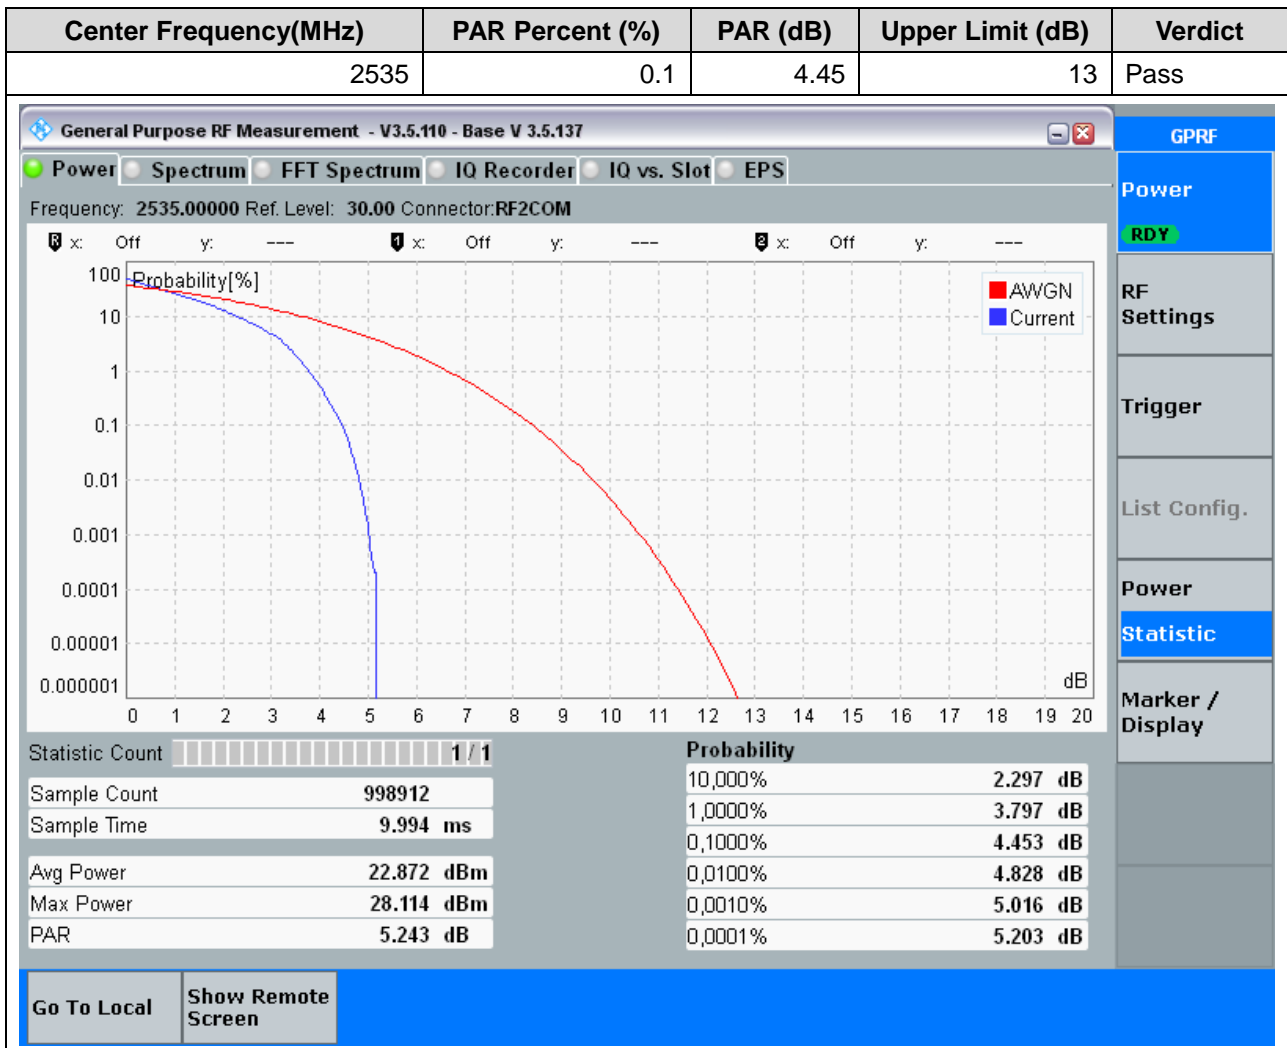 Center Frequency(MHz) PAR Percent (%) PAR (dB) Upper Limit (dB) Verdict
2535 0.1 4.45 13 Pass
General Purpose RF Measurement - V3.5.110 - Base V 3.5.137
GPRF
Power Spectrum FFT Spectrum IQ Recorder IQ vs. Slot EPS
Power
RDY
Frequency: 2535.00000 Ref. Level: 30.00 Connector:RF2COM
R x: Off y: --- 1 x: Off y: --- 2 x: Off y: ---
Probability[%]
AWGN
Current
100
10
1
0.1
0.01
0.001
0.0001
0.00001
0.000001
dB
0 1 2 3 4 5 6 7 8 9 10 11 12 13 14 15 16 17 18 19 20
RF
Settings
Trigger
List Config.
Power
Statistic
Marker /
Display
Statistic Count 1 / 1
Sample Count 998912
Sample Time 9.994 ms
Avg Power 22.872 dBm
Max Power 28.114 dBm
PAR 5.243 dB
Probability
10,000% 2.297 dB
1,0000% 3.797 dB
0,1000% 4.453 dB
0,0100% 4.828 dB
0,0010% 5.016 dB
0,0001% 5.203 dB
Go To Local
Show Remote
Screen